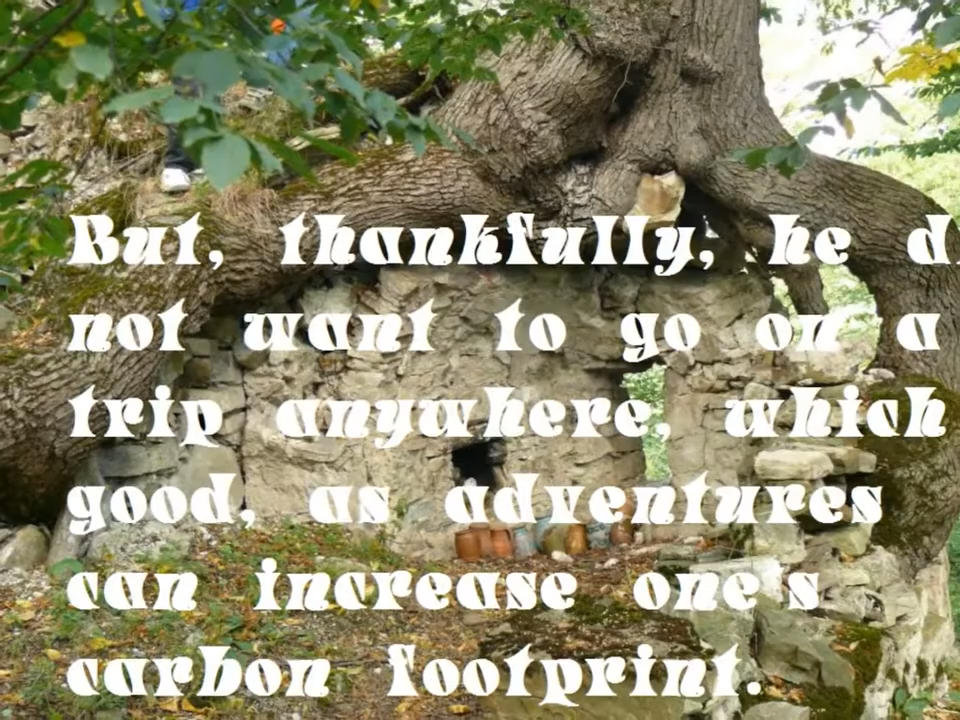 But, thankfully, he
not want to go on a
trip anywhere, which
good, as adventures
can increase one's
carbon footprint.